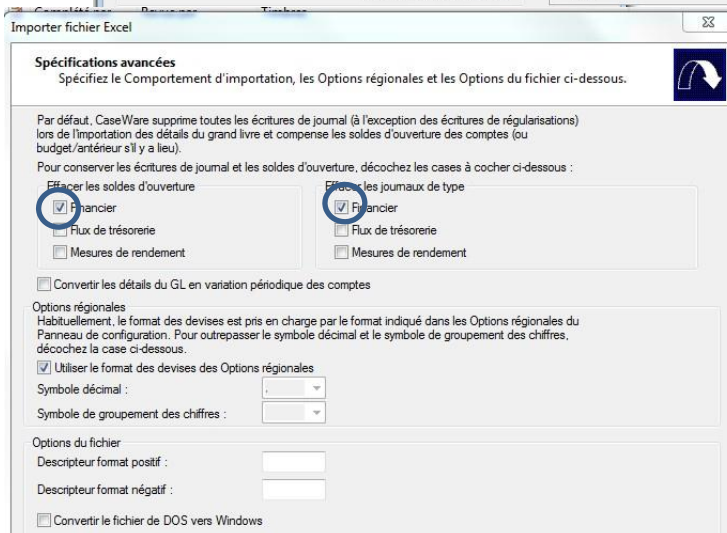 Complété par Revue par Timbres
Importer fichier Excel
Spécifications avancées
Spécifiez le Comportement d'importation, les Options régionales et les Options du fichier ci-dessous.
Par défaut, CaseWare supprime toutes les écritures de journal (à l'exception des écritures de régularisations)
lors de l'importation des détails du grand livre et compense les soldes d'ouverture des comptes (ou
budget/antérieur s'il y a lieu).
Pour conserver les écritures de journal et les soldes d'ouverture, décochez les cases à cocher ci-dessous :
Effacer les soldes d'ouverture Effacer les journaux de type
Financier Financier
Flux de trésorerie Flux de trésorerie
Mesures de rendement Mesures de rendement
Convertir les détails du GL en variation périodique des comptes
Options régionales
Habituellement, le format des devises est pris en charge par le format indiqué dans les Options régionales du
Panneau de configuration. Pour outrepasser le symbole décimal et le symbole de groupement des chiffres,
décochez la case ci-dessous.
Utiliser le format des devises des Options régionales
Symbole décimal :
Symbole de groupement des chiffres :
Options du fichier
Descripteur format positif :
Descripteur format négatif :
Convertir le fichier de DOS vers Windows